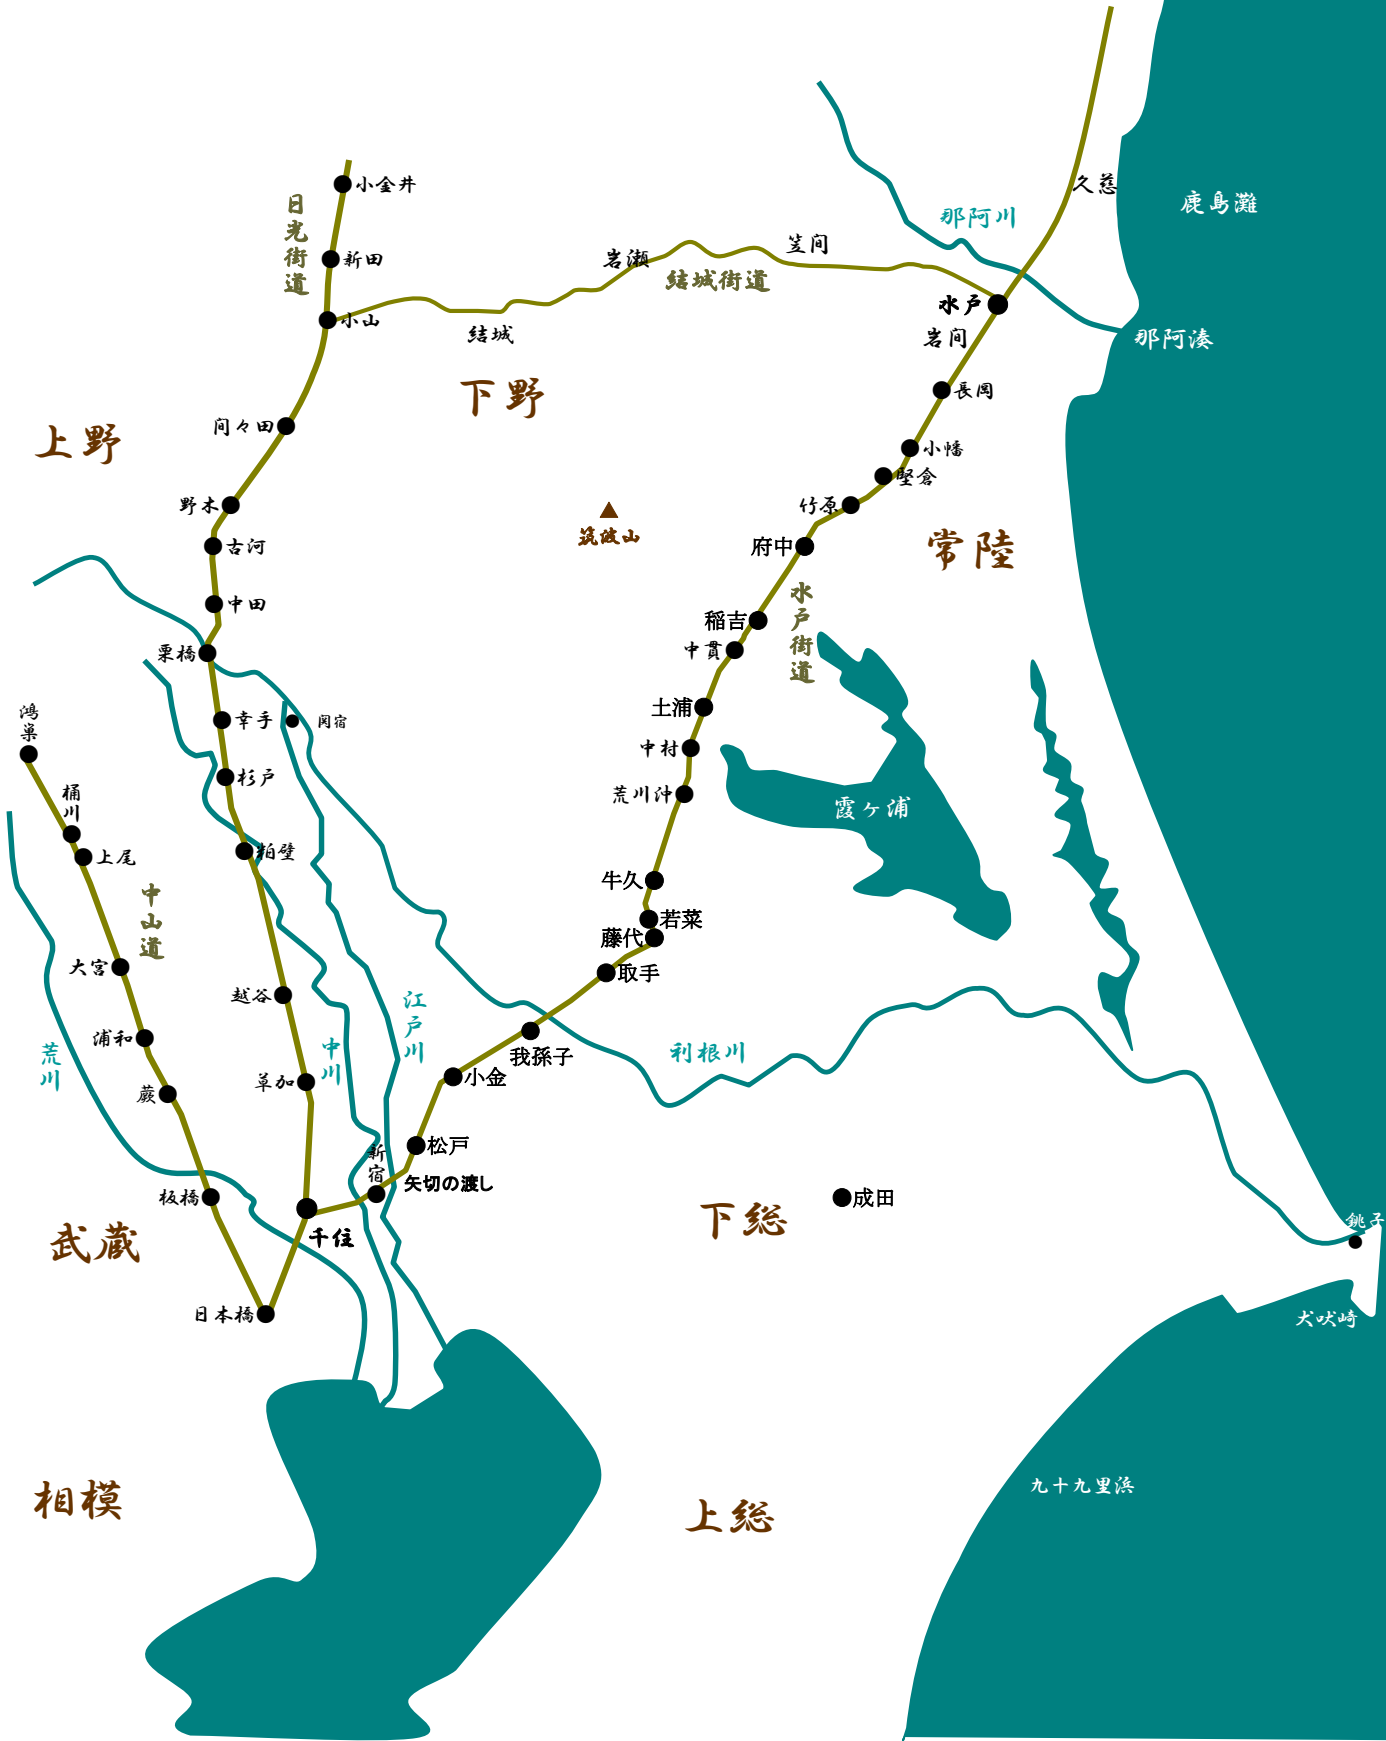 小金井
日光街道
新田
小山
久慈
鹿島灘
那阿川
笠间
岩瀬
結城街道
水戸
結城
岩间
那阿湊
長岡
下野
上野
间々田
小幡
堅倉
野木
竹原
筑波山
古河
府中
常陸
水戸街道
中田
稲吉
中貫
栗橋
土浦
鴻巣
幸手
関宿
中村
杉戸
桶川
荒川沖
霞ヶ浦
粕壁
上尾
牛久
中山道
若菜
藤代
大宮
取手
越谷
江戸川
浦和
荒川
中川
我孫子
利根川
小金
草加
蕨
松戸
新宿
矢切の渡し
板橋
成田
下総
銚子
武蔵
千住
日本橋
犬吠崎
九十九里浜
相模
上総